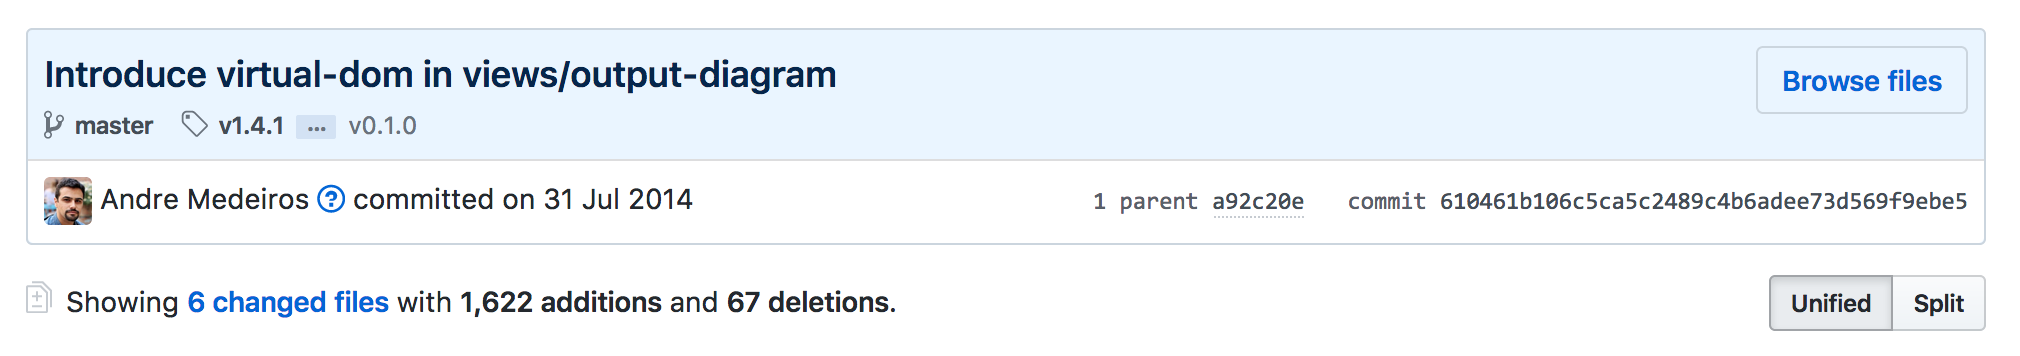 Introduce virtual-dom in views/output-diagram
Browse files
master v1.4.1 ... v0.1.0
Andre Medeiros ? committed on 31 Jul 2014
1 parent a92c20e commit 610461b106c5ca5c2489c4b6adee73d569f9ebe5
Showing 6 changed files with 1,622 additions and 67 deletions.
Unified Split